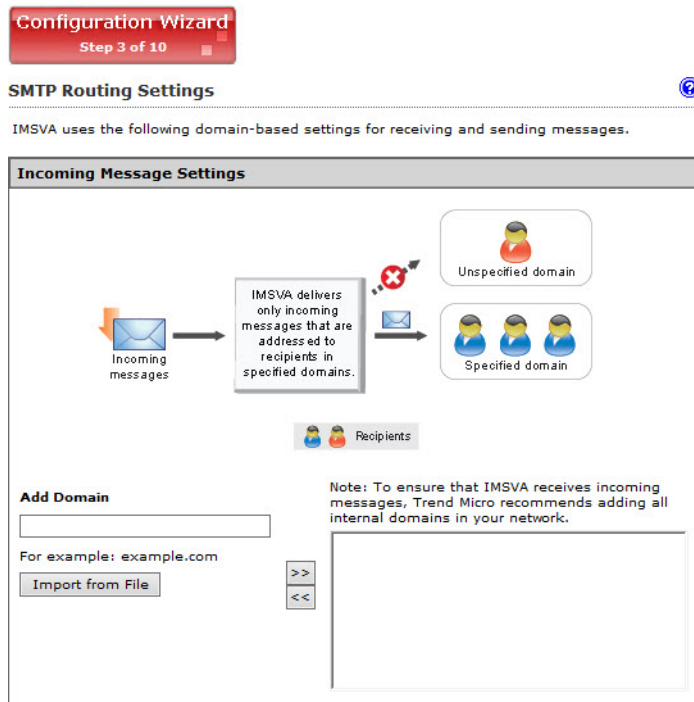 Configuration Wizard
Step 3 of 10
SMTP Routing Settings
?
IMSVA uses the following domain-based settings for receiving and sending messages.
Incoming Message Settings
Unspecified domain
IMSVA delivers
only incoming
messages that are
addressed to
recipients in
specified domains.
Incoming
messages
Specified domain
Recipients
Add Domain
For example: example.com
Import from File
>>
<<
Note: To ensure that IMSVA receives incoming
messages, Trend Micro recommends adding all
internal domains in your network.